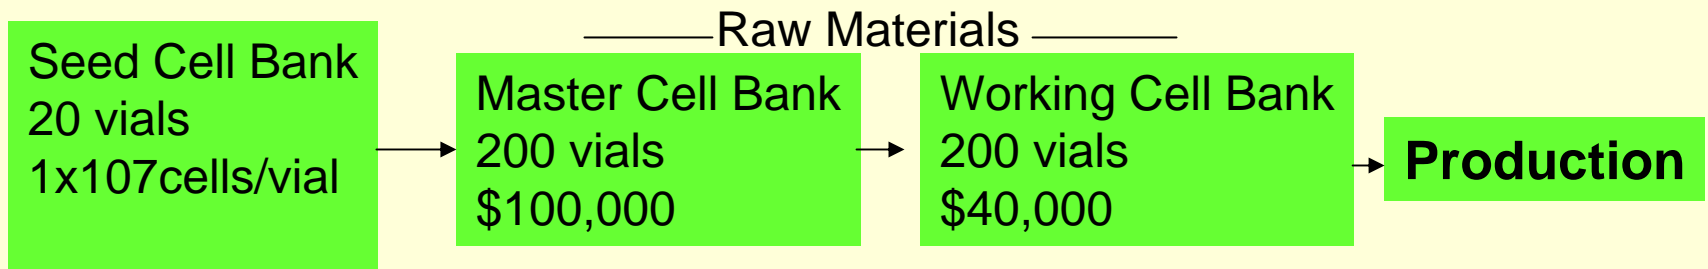 Raw Materials
Seed Cell Bank
20 vials
1x107cells/vial
Master Cell Bank
200 vials
$100,000
Working Cell Bank
200 vials
$40,000
Production